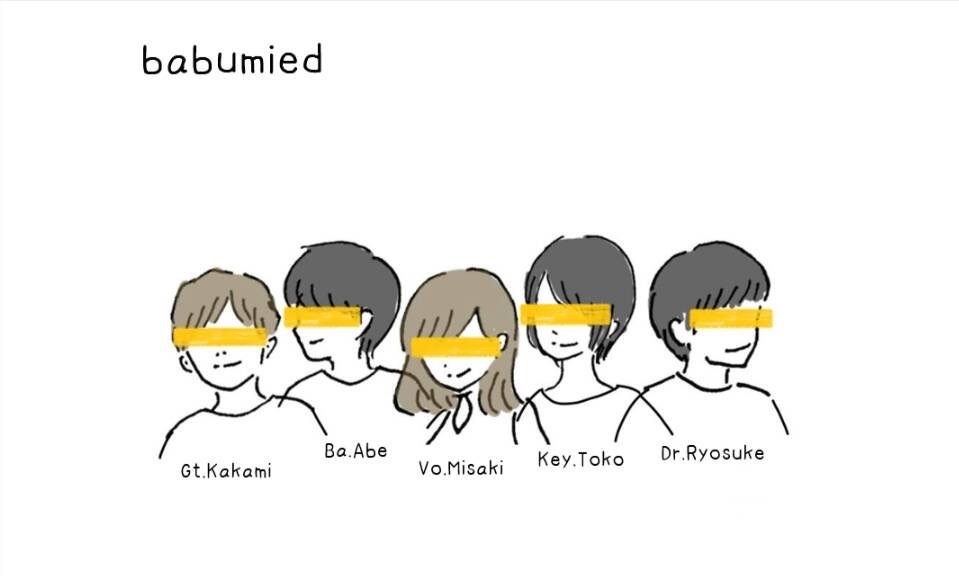 babumied
Gt.Kakami
Ba.Abe
Vo.Misaki
Key.Toko
Dr.Ryosuke